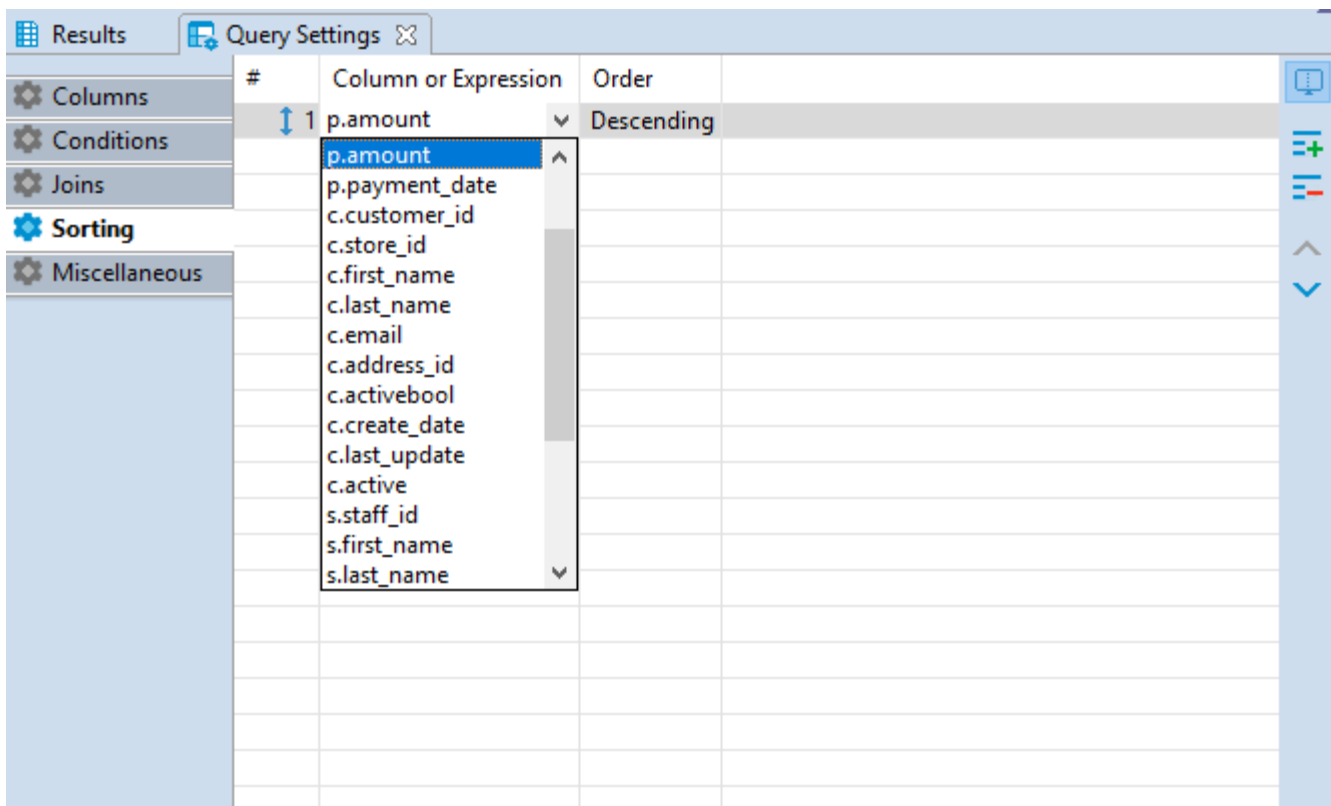 Results Query Settings
# Column or Expression Order
Columns
Conditions
Joins
Sorting
Miscellaneous
1 p.amount Descending
p.amount
p.payment_date
c.customer_id
c.store_id
c.first_name
c.last_name
c.email
c.address_id
c.activebool
c.create_date
c.last_update
c.active
s.staff_id
s.first_name
s.last_name